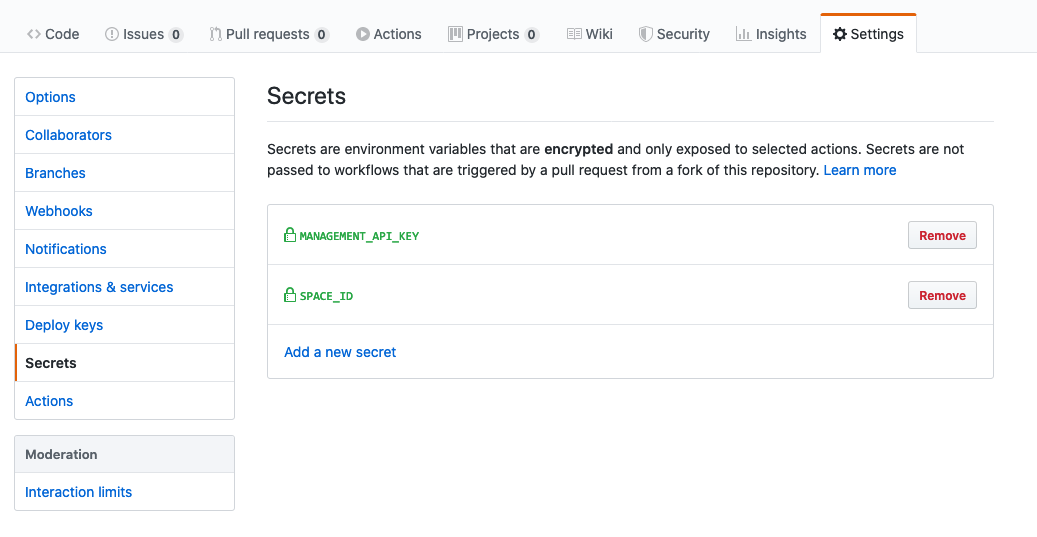 Code Issues 0 Pull requests 0 Actions Projects 0 Wiki Security Insights Settings
Options
Collaborators
Branches
Webhooks
Notifications
Integrations & services
Deploy keys
Secrets
Actions
Moderation
Interaction limits
Secrets
Secrets are environment variables that are encrypted and only exposed to selected actions. Secrets are not
passed to workflows that are triggered by a pull request from a fork of this repository. Learn more
MANAGEMENT_API_KEY Remove
SPACE_ID Remove
Add a new secret